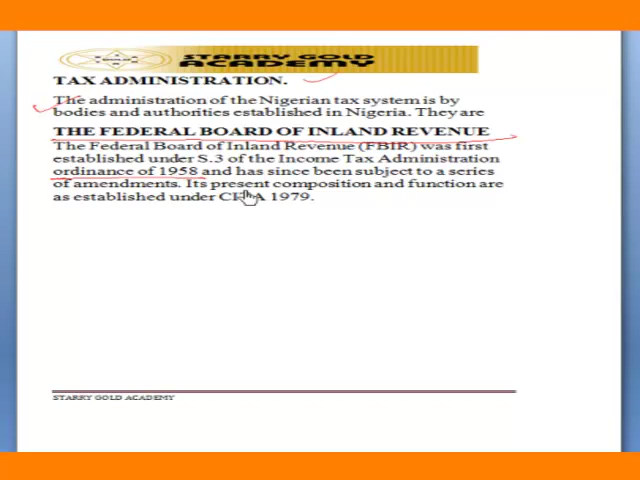 STARRY GOLD
ACADEMY
TAX ADMINISTRATION.
The administration of the Nigerian tax system is by
bodies and authorities established in Nigeria. They are
THE FEDERAL BOARD OF INLAND REVENUE
The Federal Board of Inland Revenue (FBIR) was first
established under S.3 of the Income Tax Administration
ordinance of 1958 and has since been subject to a series
of amendments. Its present composition and function are
as established under 1979.
STARRY GOLD ACADEMY